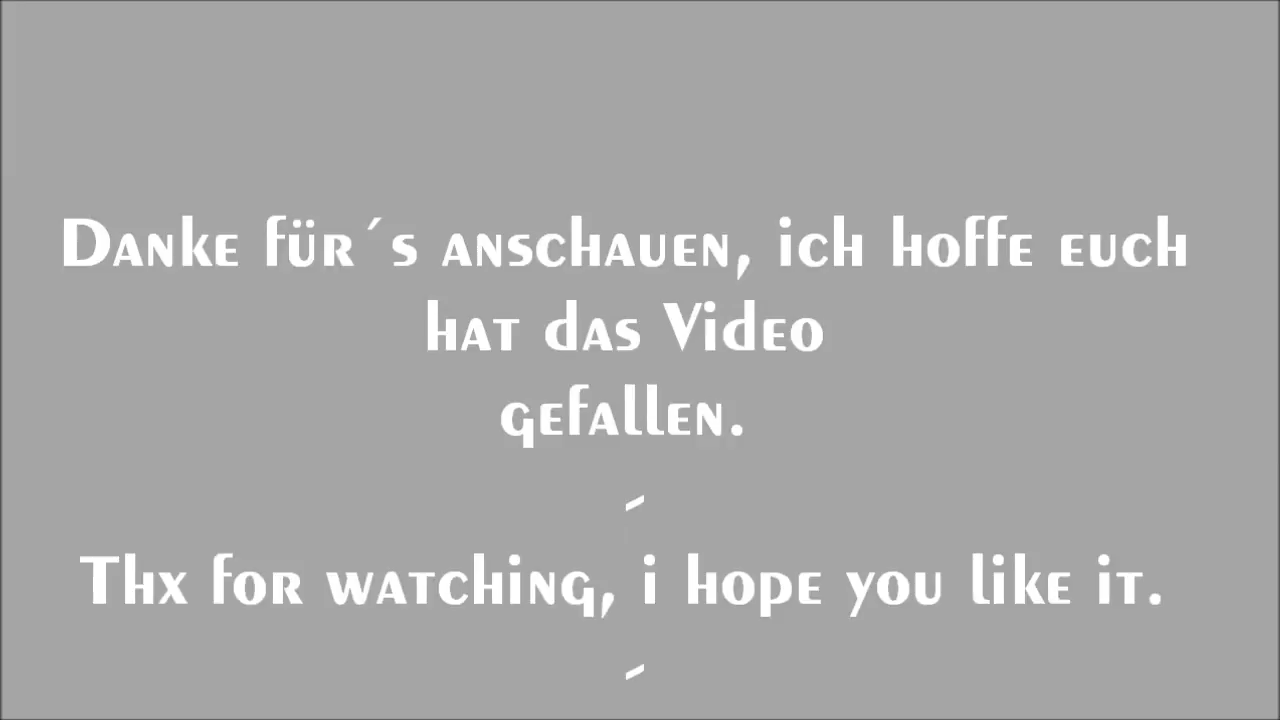 Danke für´s anschauen, ich hoffe euch
hat das Video
gefallen.
-
Thx for watching, i hope you like it.
-